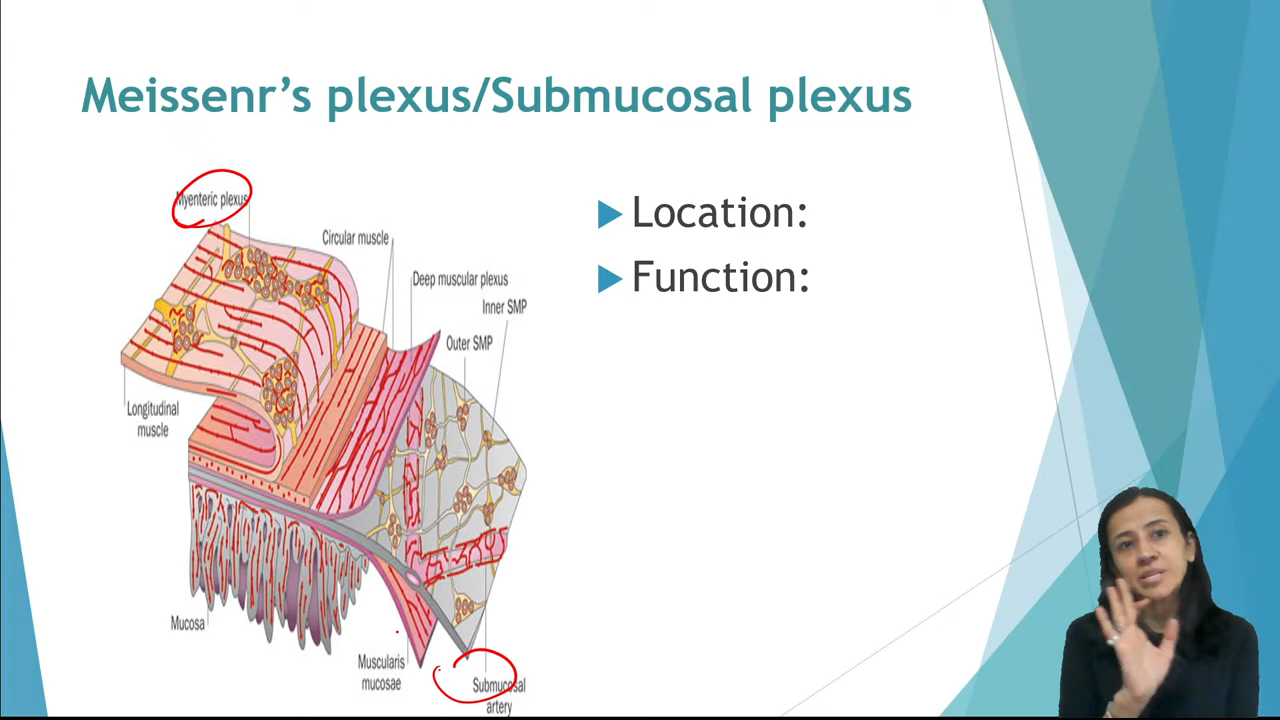 Meissenr's plexus/Submucosal plexus
Myenteric plexus
Circular muscle
Deep muscular plexus
Inner SMP
Outer SMP
Longitudinal
muscle
Mucosa
Muscularis
mucosae
Submucosal
artery
Location:
Function: